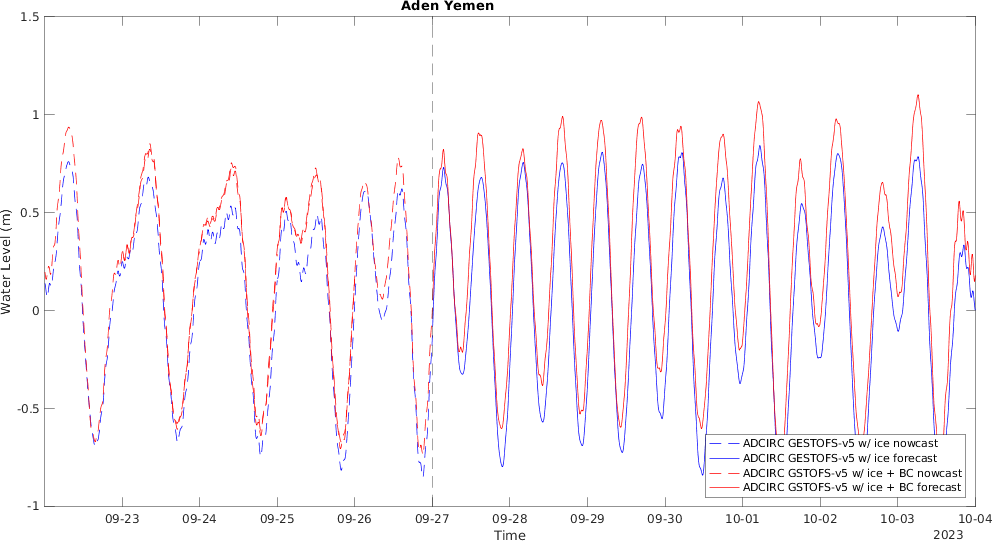 Aden Yemen
1.5
1
0.5
0
-0.5
-1
Water Level (m)
ADCIRC GESTOFS-v5 w/ ice nowcast
ADCIRC GESTOFS-v5 w/ ice forecast
ADCIRC GSTOFS-v5 w/ ice + BC nowcast
ADCIRC GSTOFS-v5 w/ ice + BC forecast
09-23 09-24 09-25 09-26 09-27 09-28 09-29 09-30 10-01 10-02 10-03 10-04
Time
2023